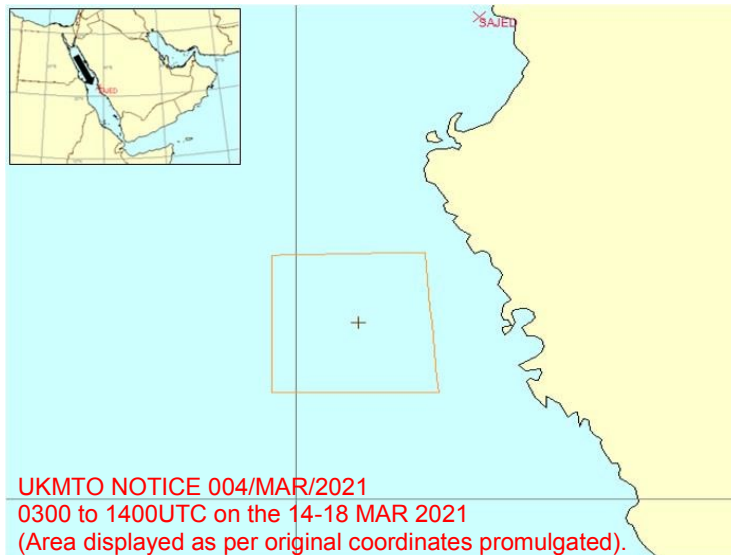 SAJED
UKMTO NOTICE 004/MAR/2021
0300 to 1400UTC on the 14-18 MAR 2021
(Area displayed as per original coordinates promulgated).